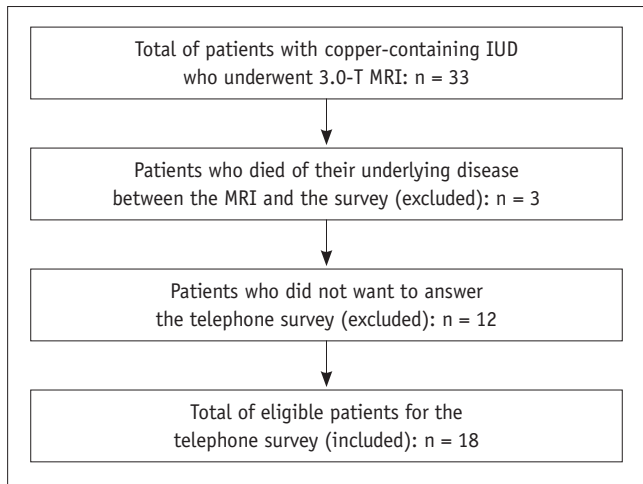 Total of patients with copper-containing IUD
who underwent 3.0-T MRI: n = 33
Patients who died of their underlying disease
between the MRI and the survey (excluded): n = 3
Patients who did not want to answer
the telephone survey (excluded): n = 12
Total of eligible patients for the
telephone survey (included): n = 18